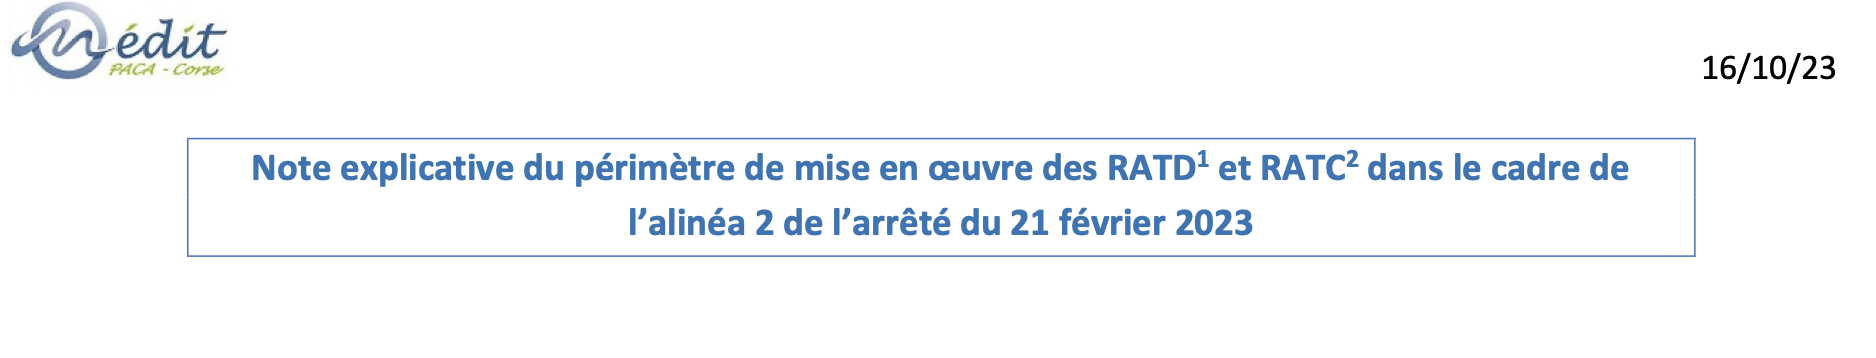 Omédit
PACA - Corse
16/10/23
Note explicative du périmètre de mise en œuvre des RATD¹ et RATC² dans le cadre de
l’alinéa 2 de l’arrêté du 21 février 2023